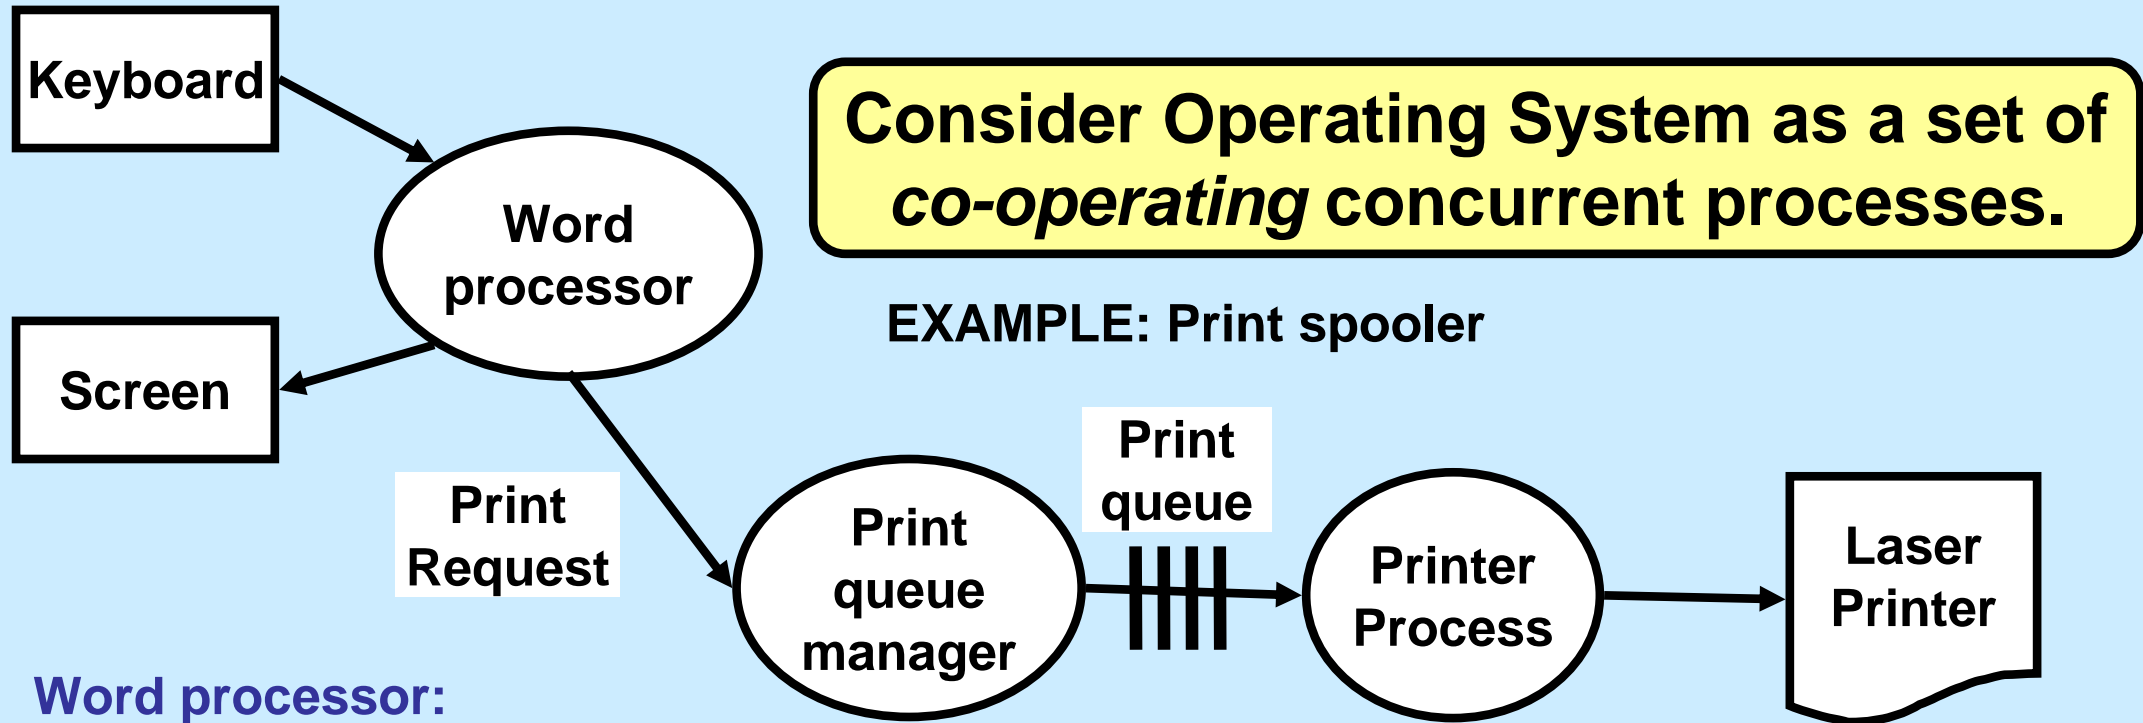 Keyboard
Consider Operating System as a set of
co-operating concurrent processes.
Word
processor
EXAMPLE: Print spooler
Screen
Print
Request
Print
queue
Print
queue
manager
Printer
Process
Laser
Printer
Word processor: